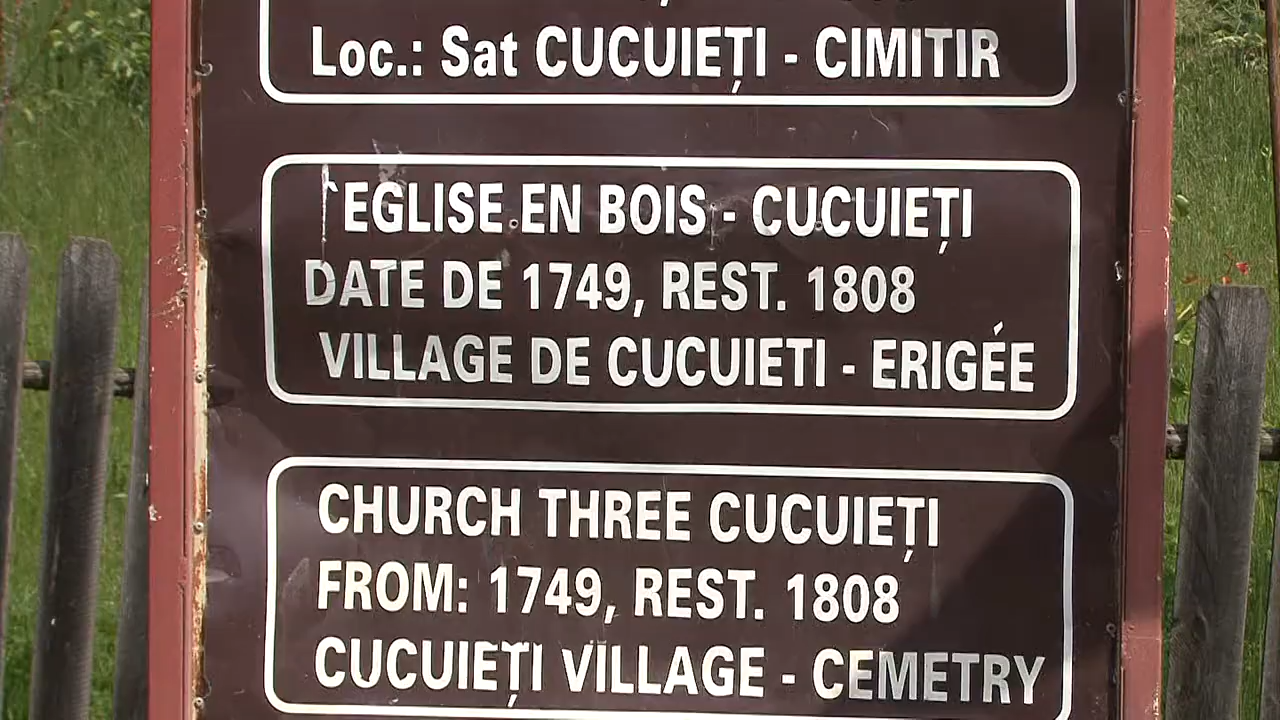 Loc.: Sat CUCUIEȚI - CIMITIR
`EGLISE EN BOIS - CUCUIEȚI
DATE DE 1749, REST. 1808
VILLAGE DE CUCUIETI - ERIGÉE
CHURCH THREE CUCUIEȚI
FROM: 1749, REST. 1808
CUCUIEȚI VILLAGE - CEMETRY